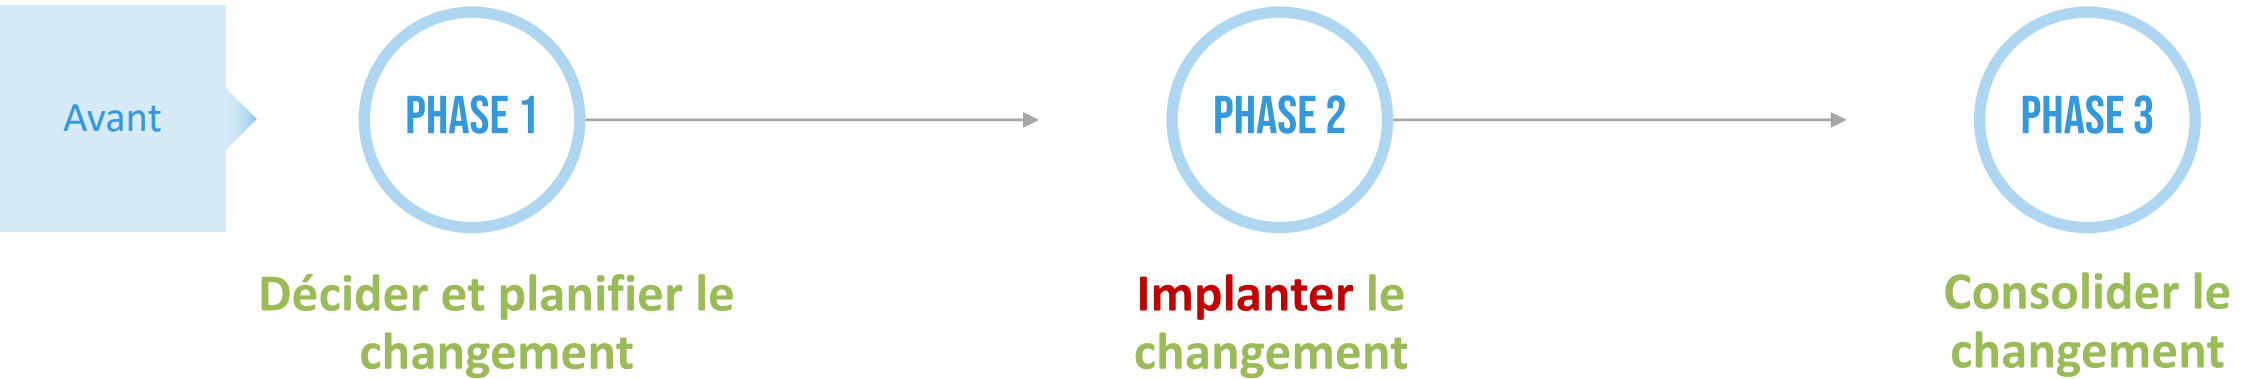 Avant
PHASE 1
PHASE 2
PHASE 3
Décider et planifier le
changement
Implanter le
changement
Consolider le
changement